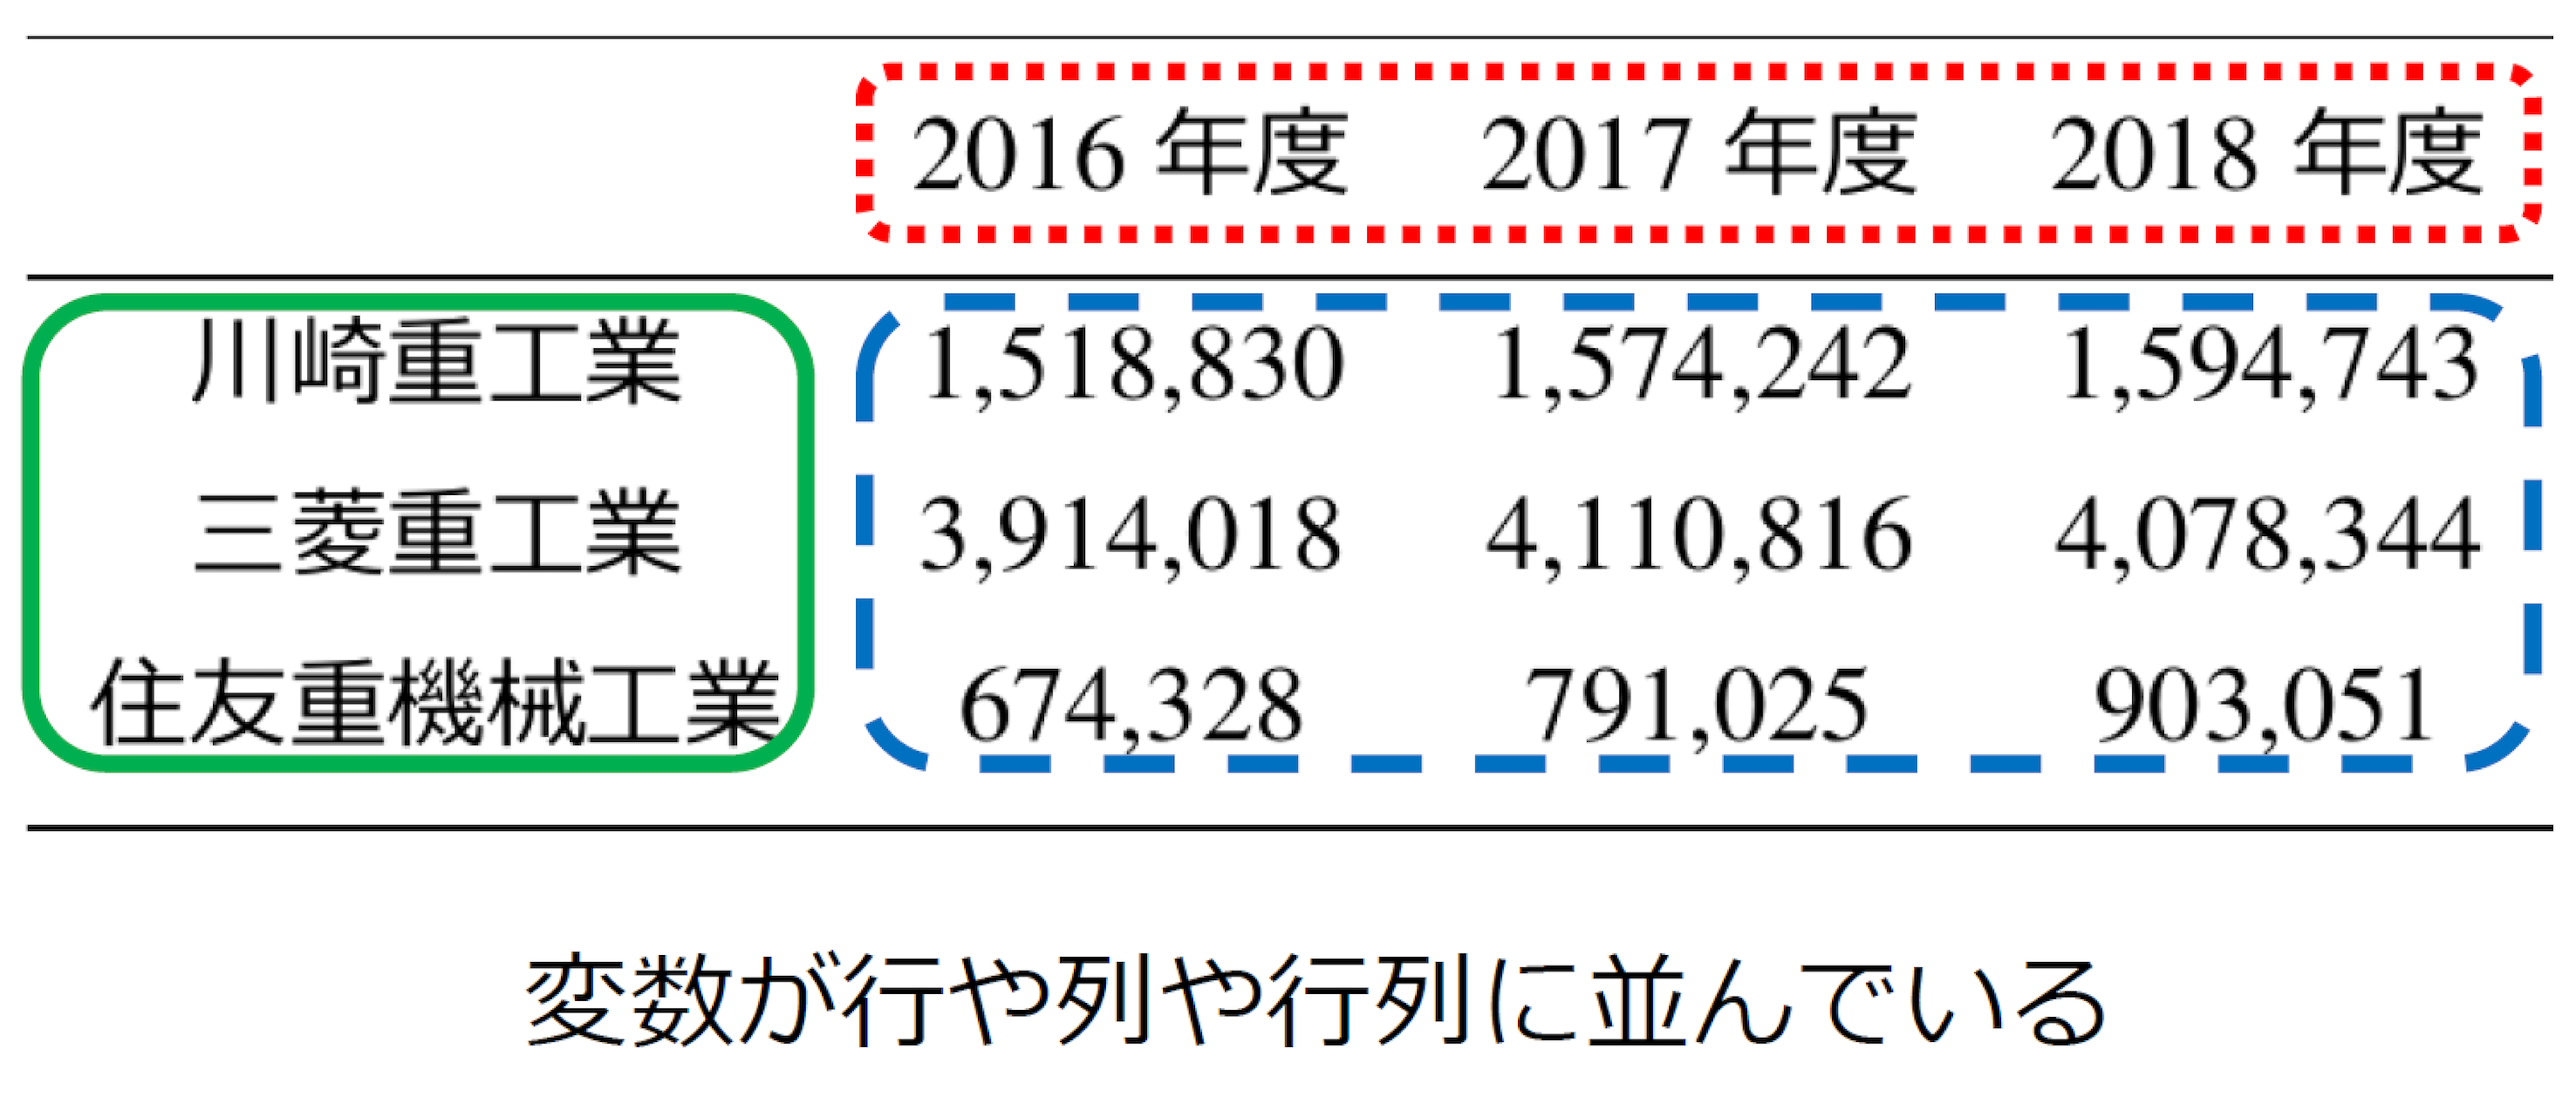 2016 年度 2017 年度 2018 年度
川崎重工業 1,518,830 1,574,242 1,594,743
三菱重工業 3,914,018 4,110,816 4,078,344
住友重機械工業 674,328 791,025 903,051
変数が行や列や行列に並んでいる